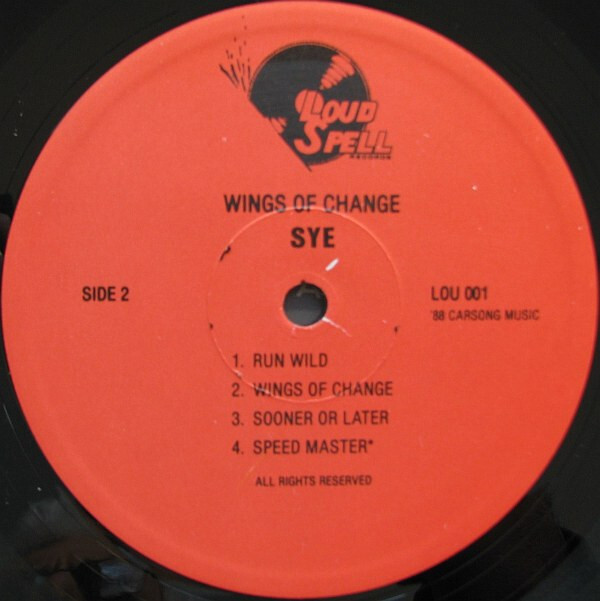 LOUD
SPELL
RECORDS
WINGS OF CHANGE
SYE
SIDE 2
LOU 001
'88 CARSONG MUSIC
1. RUN WILD
2. WINGS OF CHANGE
3. SOONER OR LATER
4. SPEED MASTER*
ALL RIGHTS RESERVED